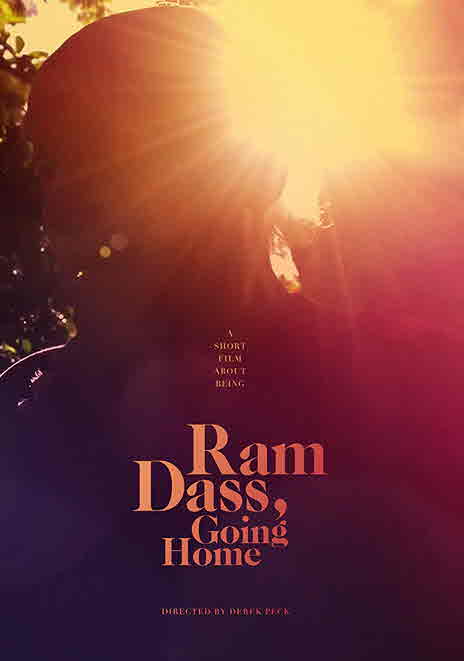 A
SHORT
FILM
ABOUT
BEING
Ram
Dass,
Going
Home
DIRECTED BY DEREK PECK